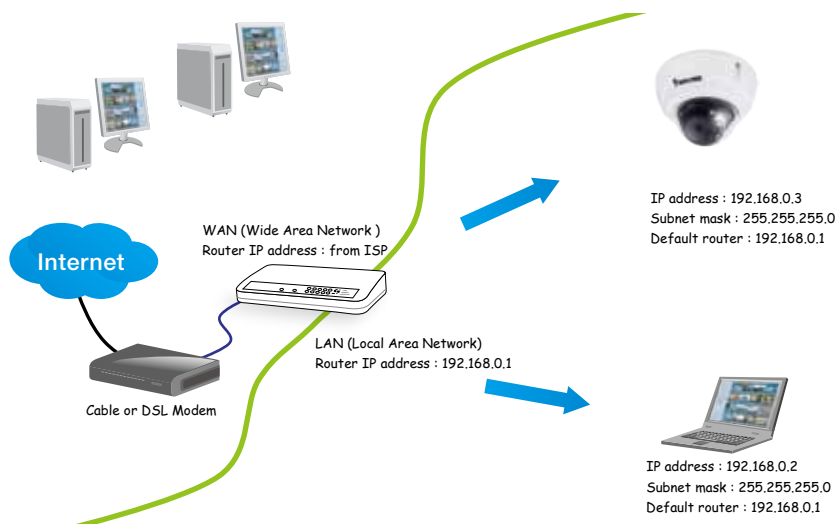 IP address : 192.168.0.3
Subnet mask : 255.255.255.0
Default router : 192.168.0.1
WAN (Wide Area Network )
Router IP address : from ISP
Internet
LAN (Local Area Network)
Router IP address : 192.168.0.1
Cable or DSL Modem
IP address : 192.168.0.2
Subnet mask : 255.255.255.0
Default router : 192.168.0.1